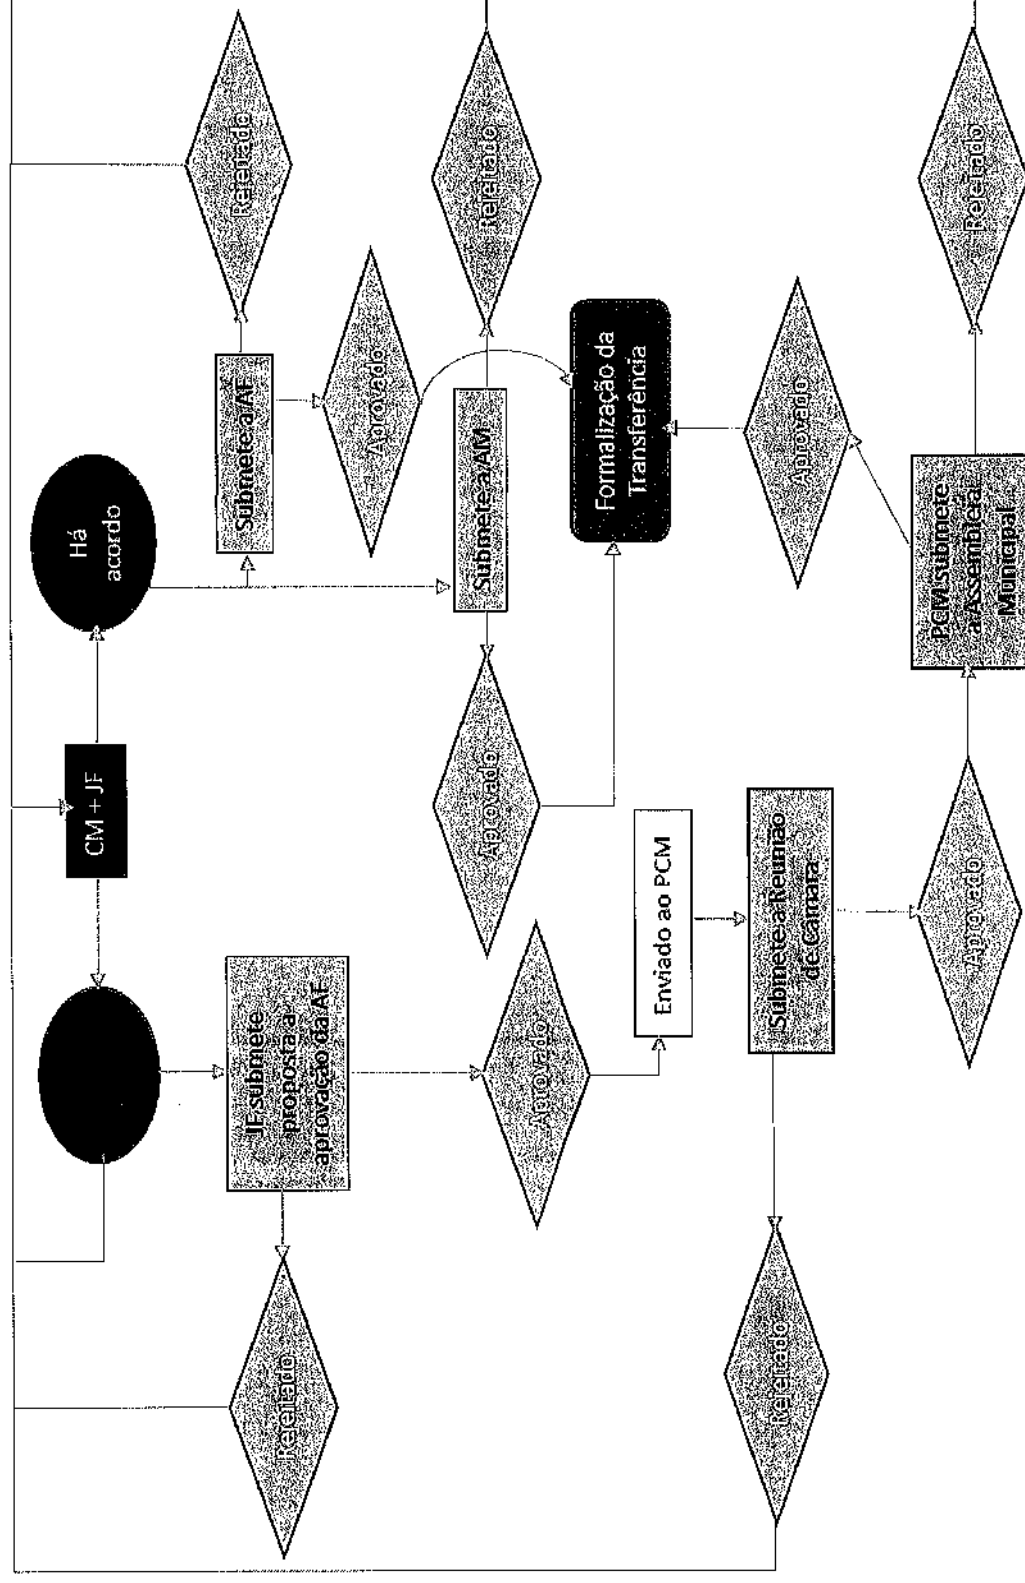 CM + JF
Há
acordo
JF submete
proposta a
aprovação da AF
Submete a AF
Rejeitado
Rejeitado
Aprovado
Aprovado
Aprovado
Submete a AM
Rejeitado
Enviado ao PCM
Formalização da
Transferência
Submete a Reunião
de Câmara
Rejeitado
Aprovado
Aprovado
PCM submete
a Assembleia
Municipal
Rejeitado